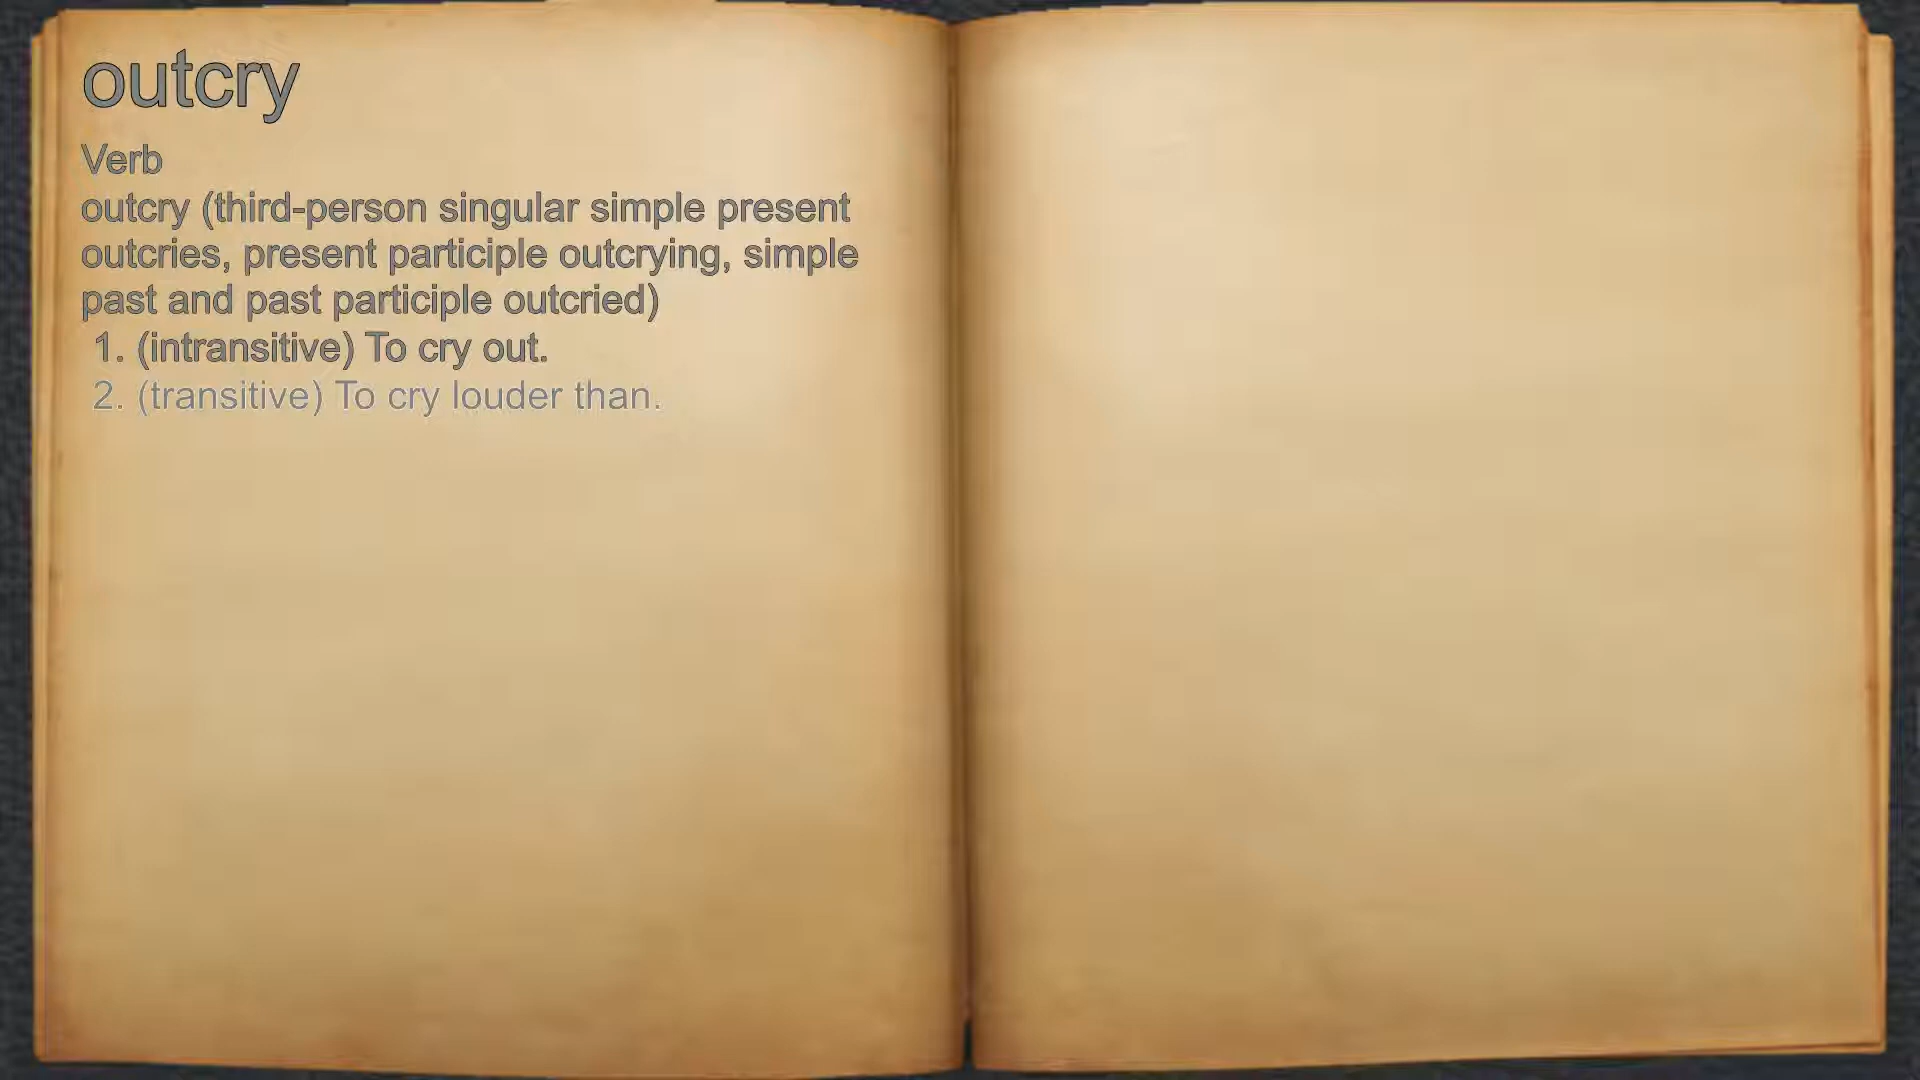 outcry
Verb
outcry (third-person singular simple present
outcries, present participle outcrying, simple
past and past participle outcried)
1. (intransitive) To cry out.
2. (transitive) To cry louder than.